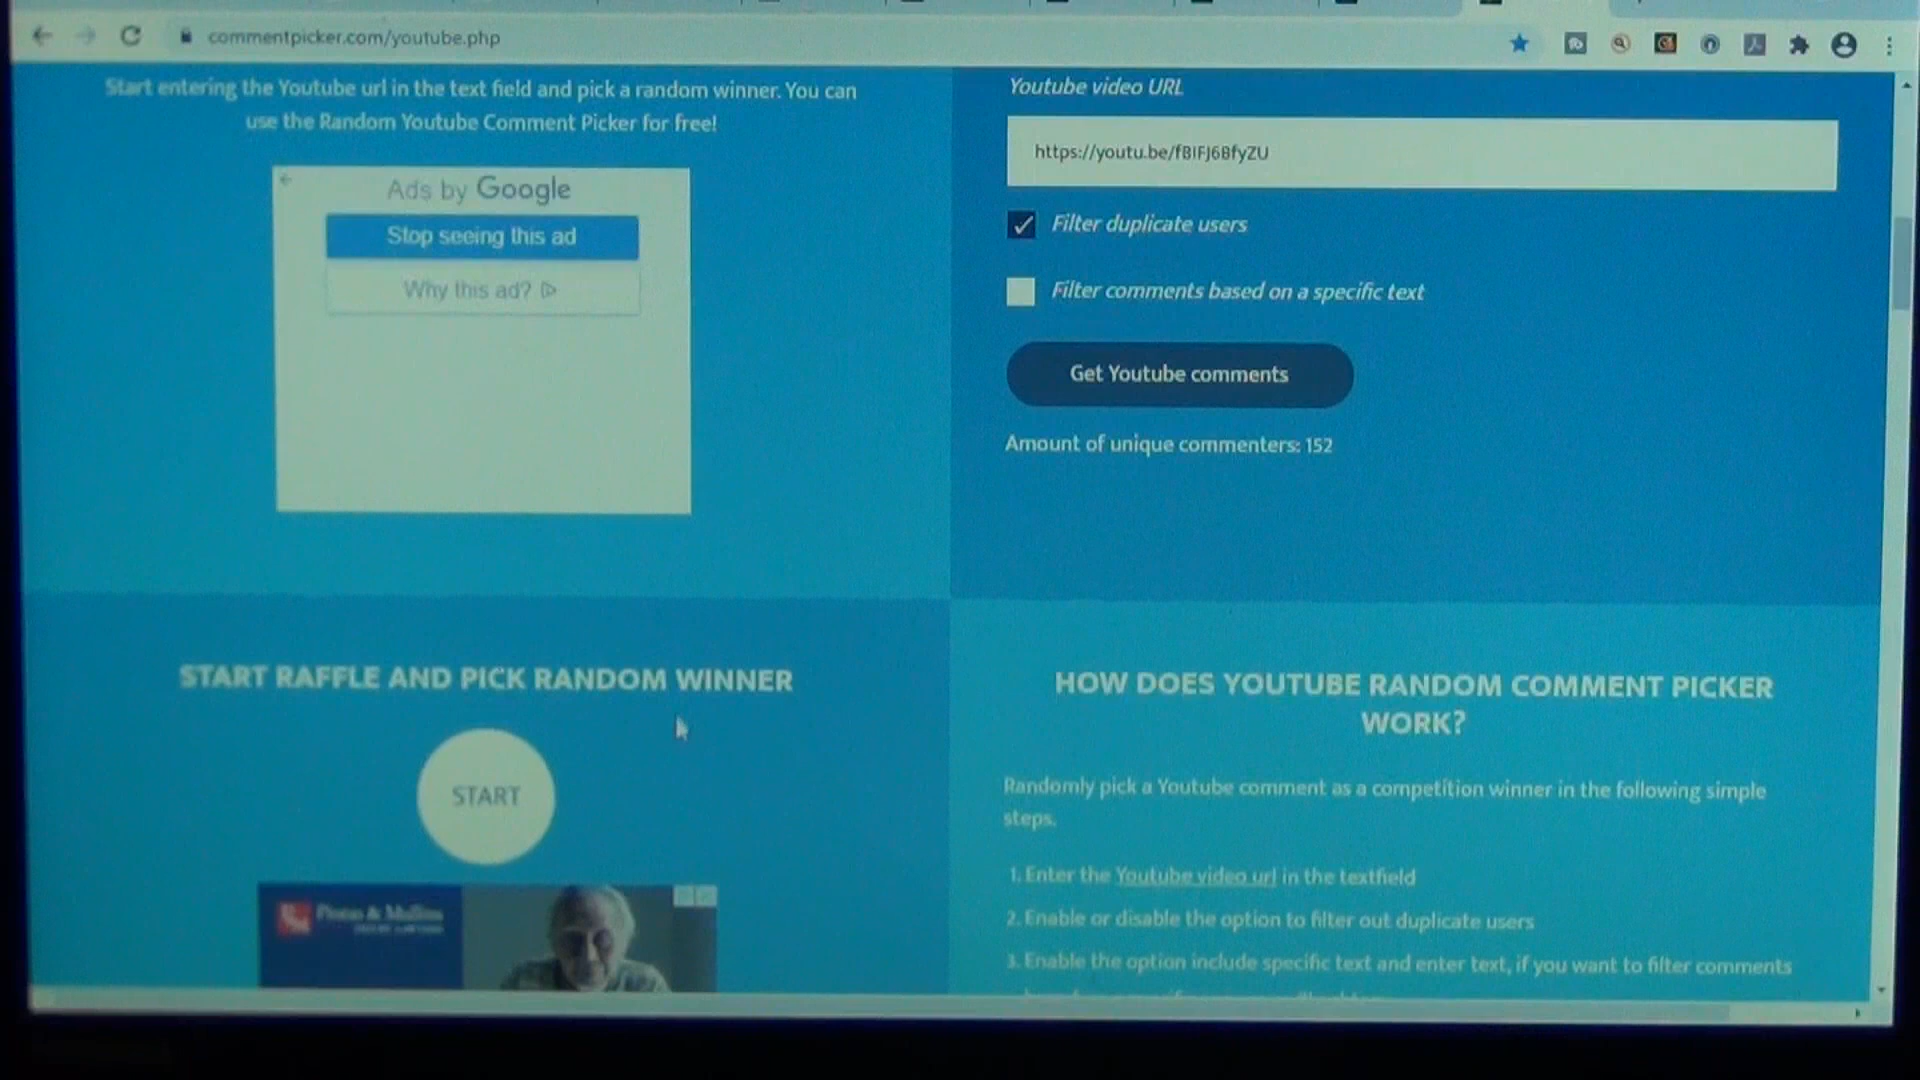 commentpicker.com/youtube.php
Start entering the Youtube url in the text field and pick a random winner. You can
use the Random Youtube Comment Picker for free!
Ads by Google
Stop seeing this ad
Why this ad?
Youtube video URL
https://youtu.be/fBIFJ6BfyZU
Filter duplicate users
Filter comments based on a specific text
Get Youtube comments
Amount of unique commenters: 152
START RAFFLE AND PICK RANDOM WINNER
START
HOW DOES YOUTUBE RANDOM COMMENT PICKER
WORK?
Randomly pick a Youtube comment as a competition winner in the following simple
steps.
1. Enter the Youtube video url in the textfield
2. Enable or disable the option to filter out duplicate users
3. Enable the option include specific text and enter text, if you want to filter comments